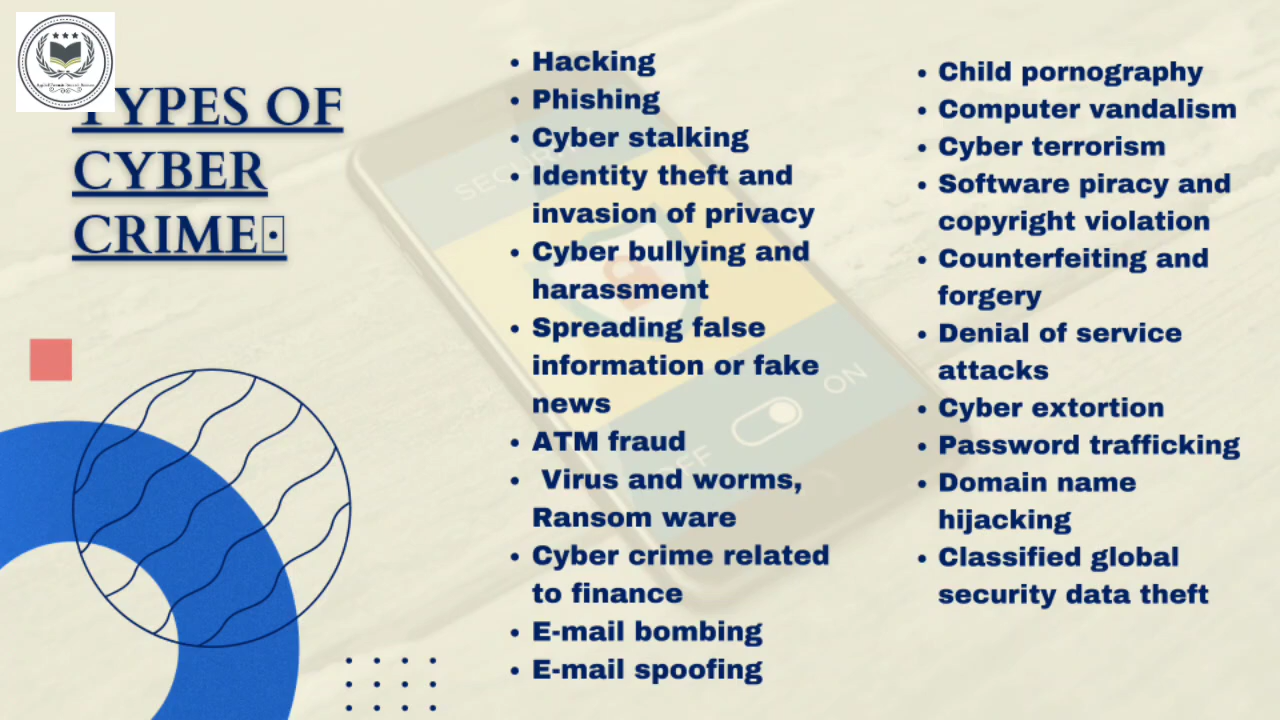 TYPES OF
CYBER
CRIME
• Hacking
• Phishing
• Cyber stalking
• Identity theft and
invasion of privacy
• Cyber bullying and
harassment
• Spreading false
information or fake
news
• ATM fraud
• Virus and worms,
Ransom ware
• Cyber crime related
to finance
• E-mail bombing
• E-mail spoofing
• Child pornography
• Computer vandalism
• Cyber terrorism
• Software piracy and
copyright violation
• Counterfeiting and
forgery
• Denial of service
attacks
• Cyber extortion
• Password trafficking
• Domain name
hijacking
• Classified global
security data theft
ON